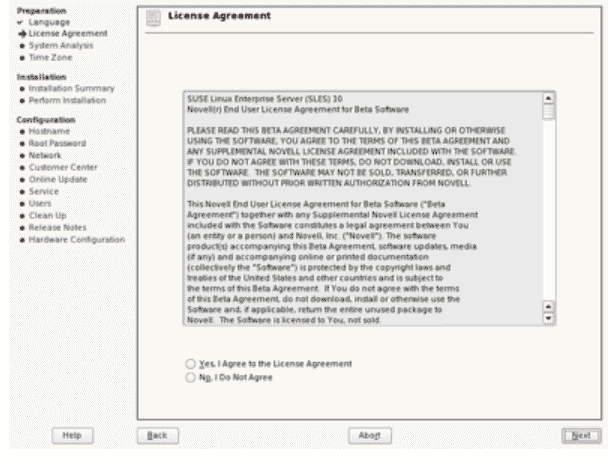 Preparation
Language
License Agreement
System Analysis
Time Zone
Installation
Installation Summary
Perform Installation
Configuration
Hostname
Root Password
Network
Customer Center
Online Update
Service
Users
Clean Up
Release Notes
Hardware Configuration
License Agreement
SUSE Linux Enterprise Server (SLES) 10
Novell(r) End User License Agreement for Beta Software
PLEASE READ THIS BETA AGREEMENT CAREFULLY. BY INSTALLING OR OTHERWISE
USING THE SOFTWARE, YOU AGREE TO THE TERMS OF THIS BETA AGREEMENT AND
ANY SUPPLEMENTAL NOVELL LICENSE AGREEMENT INCLUDED WITH THE SOFTWARE.
IF YOU DO NOT AGREE WITH THESE TERMS, DO NOT DOWNLOAD, INSTALL OR USE
THE SOFTWARE. THE SOFTWARE MAY NOT BE SOLD, TRANSFERRED, OR FURTHER
DISTRIBUTED WITHOUT PRIOR WRITTEN AUTHORIZATION FROM NOVELL.
This Novell End User License Agreement for Beta Software ("Beta
Agreement") together with any Supplemental Novell License Agreement
included with the Software constitutes a legal agreement between You
(an entity or a person) and Novell, Inc. ("Novell"). The software
product(s) accompanying this Beta Agreement, software updates, media
(if any) and accompanying online or printed documentation
(collectively the "Software") is protected by the copyright laws and
treaties of the United States and other countries and is subject to
the terms of this Beta Agreement. If You do not agree with the terms
of this Beta Agreement, do not download, install or otherwise use the
Software and, if applicable, return the entire unused package to
Novell. The Software is licensed to You, not sold.
Yes, I Agree to the License Agreement
No, I Do Not Agree
Help
Back
Abort
Next